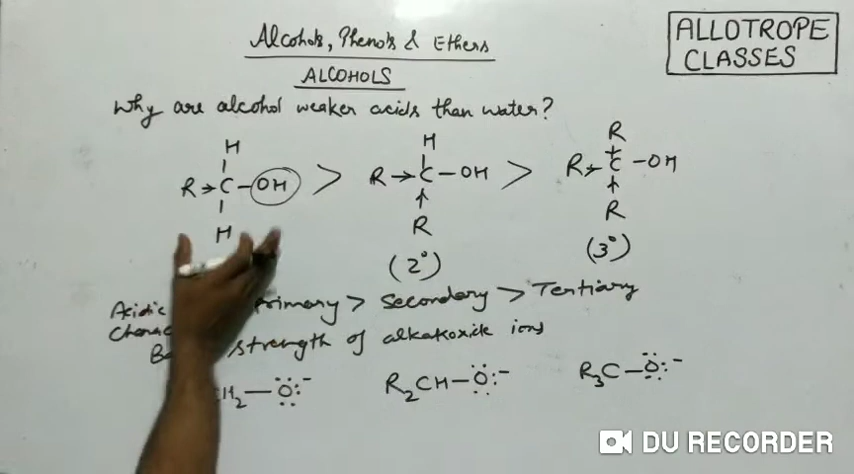 Alcohols, Phenols & Ethers
ALLOTROPE
CLASSES
ALCOHOLS
Why are alcohol weaker acids than water?
H H R
R→C–OH > R→C–OH > R→C–OH
H R R
(2°) (3°)
Acidic Primary > Secondary > Tertiary
strength of alkakoxide ions
H₂–Ö:⁻ R₂CH–Ö:⁻ R₃C–Ö:⁻
DU RECORDER